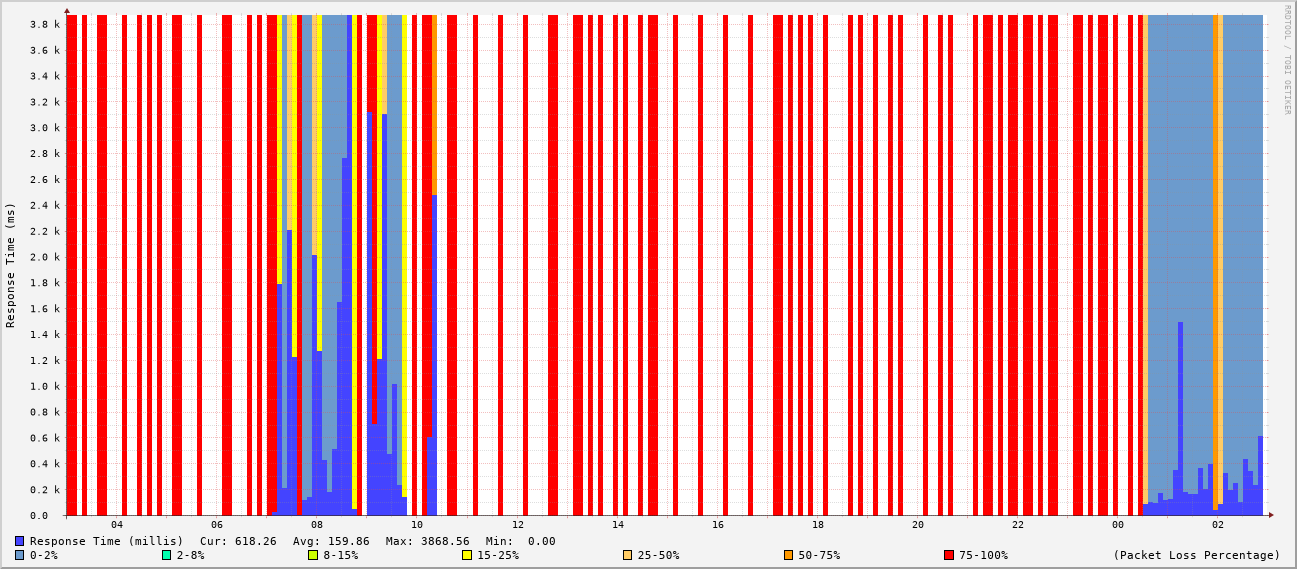 RRDTOOL / TOBI OETIKER
Response Time (ms)
3.8 k
3.6 k
3.4 k
3.2 k
3.0 k
2.8 k
2.6 k
2.4 k
2.2 k
2.0 k
1.8 k
1.6 k
1.4 k
1.2 k
1.0 k
0.8 k
0.6 k
0.4 k
0.2 k
0.0
04 06 08 10 12 14 16 18 20 22 00 02
Response Time (millis) Cur: 618.26 Avg: 159.86 Max: 3868.56 Min: 0.00
0-2% 2-8% 8-15% 15-25% 25-50% 50-75% 75-100% (Packet Loss Percentage)